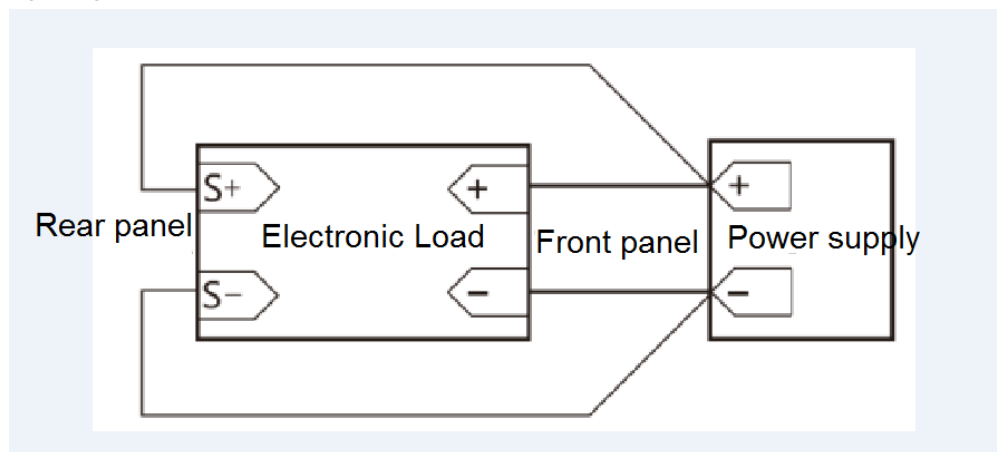 S+
+
+
Rear panel
Electronic Load
Front panel
Power supply
S−
−
−